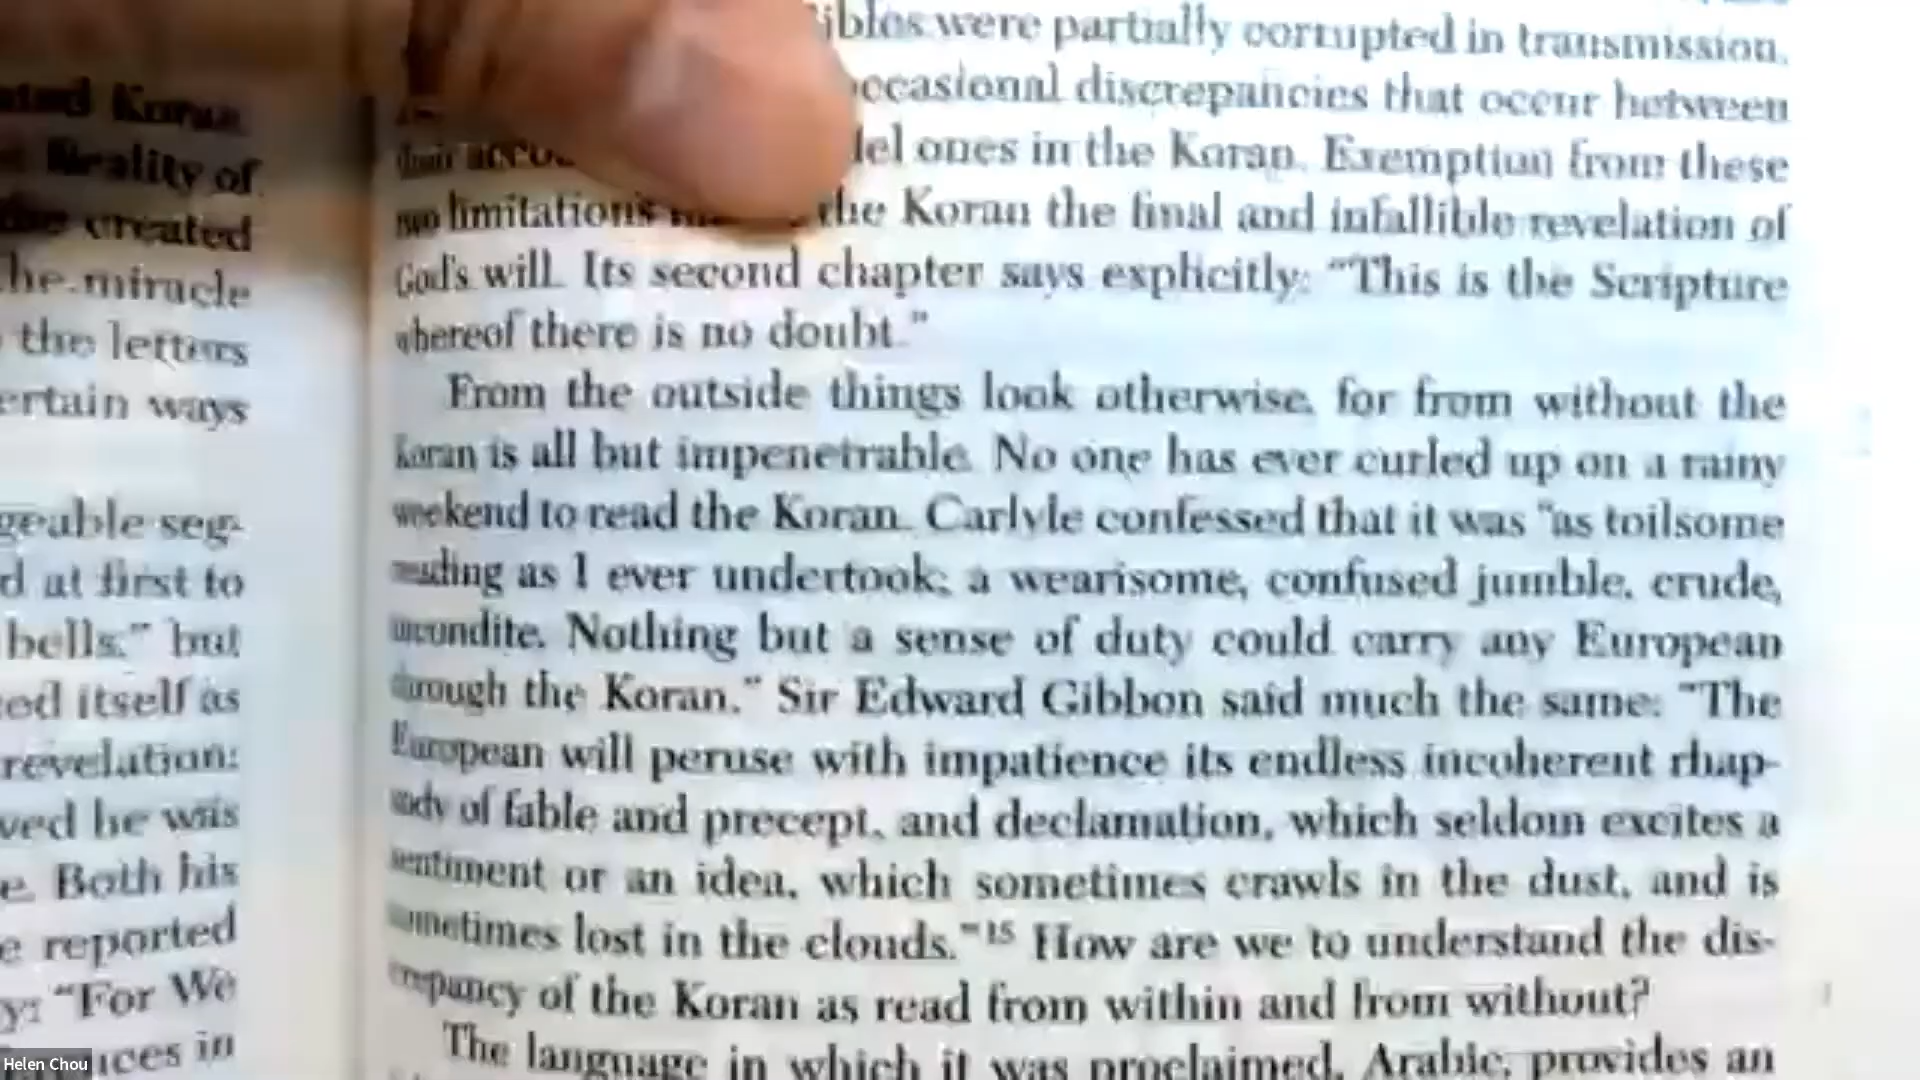 ated Koran
Reality of
the created
he miracle
the letters
ertain ways
geable seg-
d at first to
bells," but
ed itself as
revelation:
ved he was
e. Both his
e reported
y: "For We
uces in
ibles were partially corrupted in transmission.
occasional discrepancies that occur between
their ones in the Koran. Exemption from these
two limitations the Koran the final and infallible revelation of
God's will. Its second chapter says explicitly: "This is the Scripture
whereof there is no doubt."
From the outside things look otherwise, for from without the
Koran is all but impenetrable. No one has ever curled up on a rainy
weekend to read the Koran. Carlyle confessed that it was "as toilsome
reading as I ever undertook; a wearisome, confused jumble, crude,
incondite. Nothing but a sense of duty could carry any European
through the Koran." Sir Edward Gibbon said much the same: "The
European will peruse with impatience its endless incoherent rhap-
sody of fable and precept, and declamation, which seldom excites a
sentiment or an idea, which sometimes crawls in the dust, and is
sometimes lost in the clouds."15 How are we to understand the dis-
crepancy of the Koran as read from within and from without?
The language in which it was proclaimed, Arabic, provides an
Helen Chou